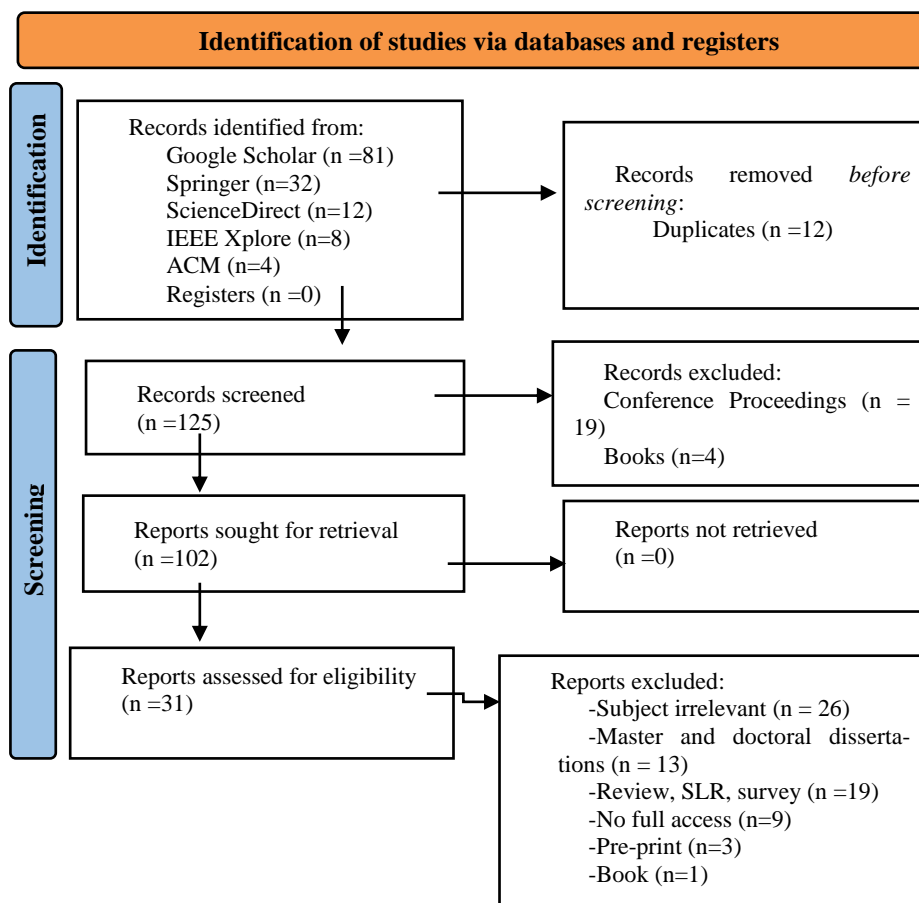 Identification of studies via databases and registers
Identification
Records identified from:
Google Scholar (n =81)
Springer (n=32)
ScienceDirect (n=12)
IEEE Xplore (n=8)
ACM (n=4)
Registers (n =0)
Records removed before
screening:
Duplicates (n =12)
Screening
Records screened
(n =125)
Records excluded:
Conference Proceedings (n =
19)
Books (n=4)
Reports sought for retrieval
(n =102)
Reports not retrieved
(n =0)
Reports assessed for eligibility
(n =31)
Reports excluded:
-Subject irrelevant (n = 26)
-Master and doctoral disserta-
tions (n = 13)
-Review, SLR, survey (n =19)
-No full access (n=9)
-Pre-print (n=3)
-Book (n=1)